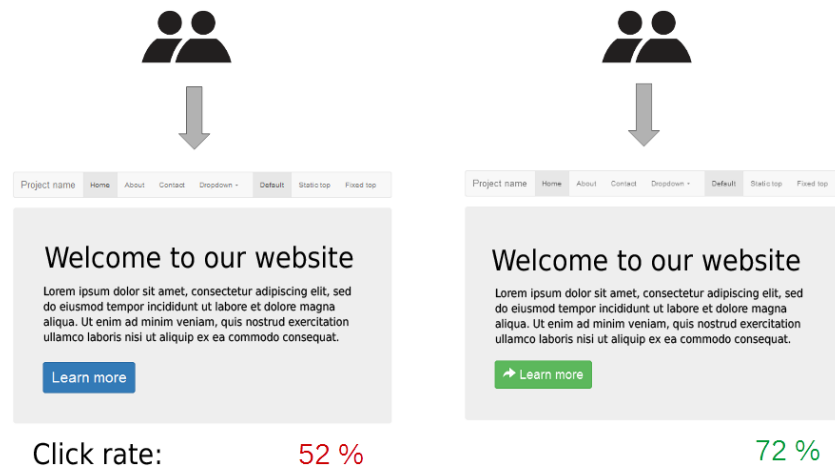 Project name Home About Contact Dropdown Default Static top Fixed top
Welcome to our website
Lorem ipsum dolor sit amet, consectetur adipiscing elit, sed
do eiusmod tempor incididunt ut labore et dolore magna
aliqua. Ut enim ad minim veniam, quis nostrud exercitation
ullamco laboris nisi ut aliquip ex ea commodo consequat.
Learn more
Click rate: 52 %
Project name Home About Contact Dropdown Default Static top Fixed top
Welcome to our website
Lorem ipsum dolor sit amet, consectetur adipiscing elit, sed
do eiusmod tempor incididunt ut labore et dolore magna
aliqua. Ut enim ad minim veniam, quis nostrud exercitation
ullamco laboris nisi ut aliquip ex ea commodo consequat.
Learn more
72 %